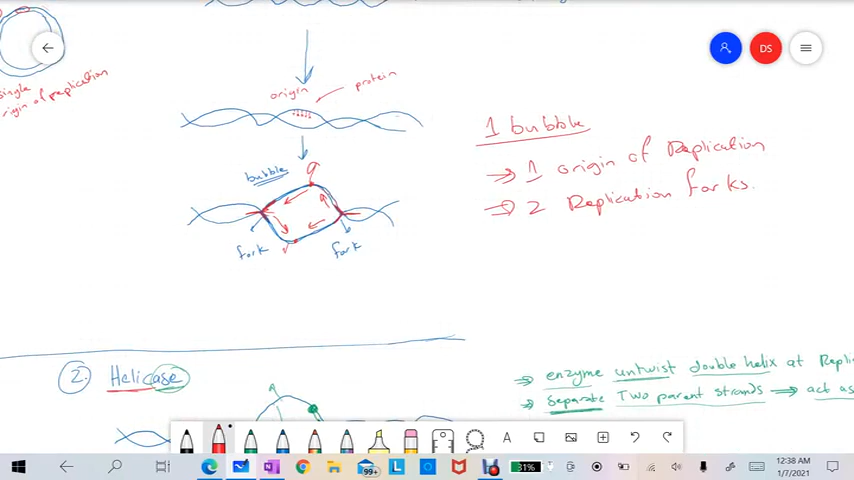 single
origin of replication
origin
protein
bubble
fork
fork
1 bubble
→ 1 origin of Replication
→ 2 Replication forks.
2. Helicase
→ enzyme untwist double helix at Repli
→ separate Two parent strands → act as
DS
A
99+
L
31%
12:38 AM
1/7/2021